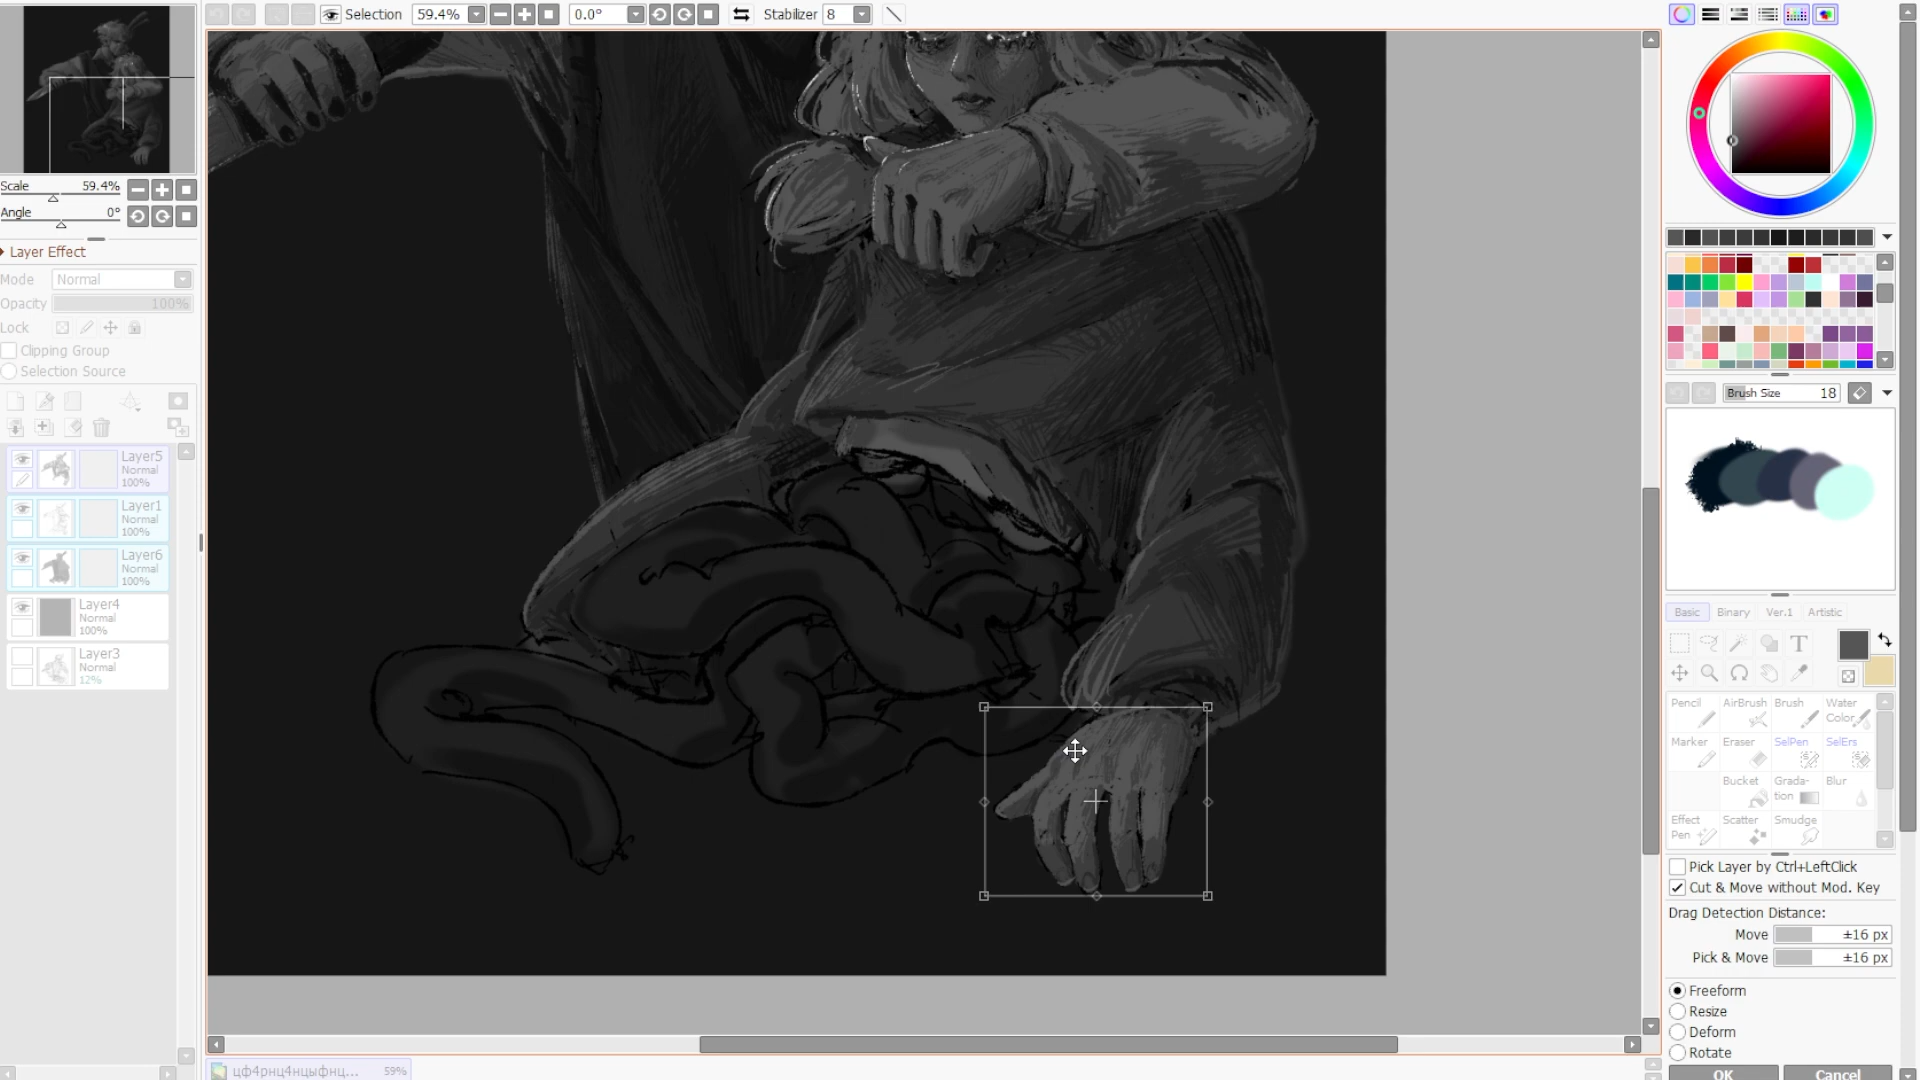 Selection 59.4% 0.0° Stabilizer 8
Scale 59.4%
Angle 0°
Layer Effect
Mode Normal
Opacity 100%
Lock
Clipping Group
Selection Source
Layer5
Normal
100%
Layer1
Normal
100%
Layer6
Normal
100%
Layer4
Normal
100%
Layer3
Normal
12%
цф4рнц4нцыфнц... 59%
Brush Size 18
Basic Binary Ver.1 Artistic
T
Pencil AirBrush Brush Water
Color
Marker Eraser SelPen SelErs
Bucket Grada-
tion Blur
Effect
Pen Scatter Smudge
Pick Layer by Ctrl+LeftClick
Cut & Move without Mod. Key
Drag Detection Distance:
Move ±16 px
Pick & Move ±16 px
Freeform
Resize
Deform
Rotate
OK Cancel